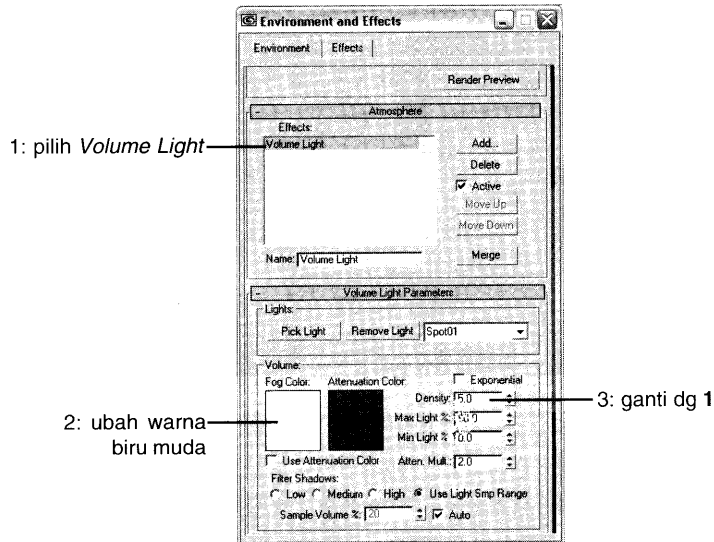 Environment and Effects
Environment Effects
Render Preview
- Atmosphere
Effects:
1: pilih Volume Light
Volume Light
Add...
Delete
Active
Move Up
Move Down
Name: Volume Light
Merge
- Volume Light Parameters
Lights:
Pick Light Remove Light Spot01
Volume:
Fog Color: Attenuation Color: Exponential
Density: 5.0
3: ganti dg 1
Max Light %:
2: ubah warna
biru muda
Min Light % 0.0
Use Attenuation Color Atten. Mult.: 2.0
Filter Shadows:
Low Medium High Use Light Smp Range
Sample Volume %: 20 Auto